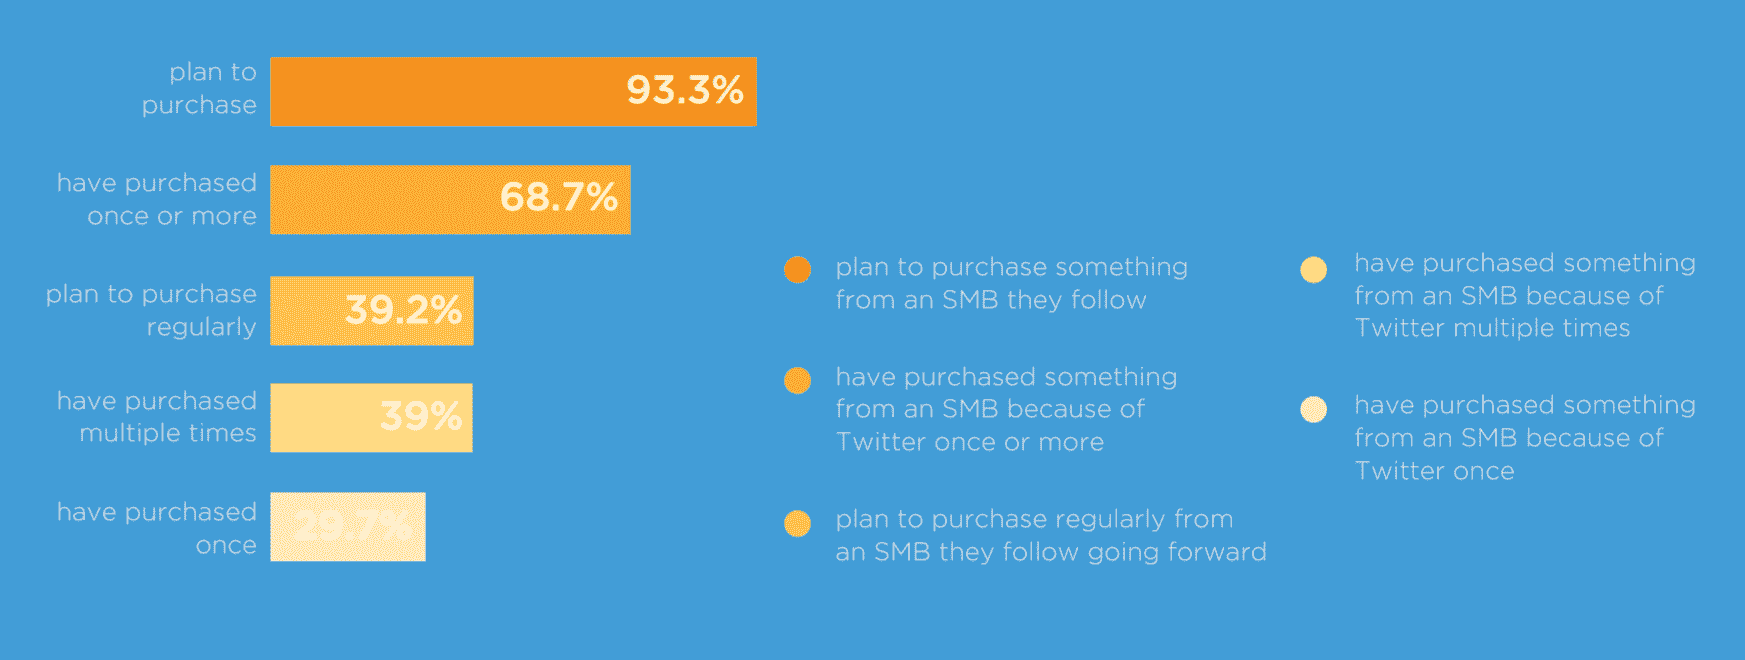 plan to
purchase
93.3%
have purchased
once or more
68.7%
plan to purchase
regularly
39.2%
have purchased
multiple times
39%
have purchased
once
29.7%
plan to purchase something
from an SMB they follow
have purchased something
from an SMB because of
Twitter once or more
plan to purchase regularly from
an SMB they follow going forward
have purchased something
from an SMB because of
Twitter multiple times
have purchased something
from an SMB because of
Twitter once